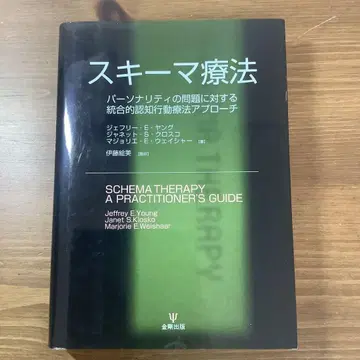 スキーマ療法
パーソナリティの問題に対する
統合的認知行動療法アプローチ
ジェフリー・E・ヤング
ジャネット・S・クロスコ
マジョリエ・E・ウェイシャー [著]
伊藤絵美 [監訳]
SCHEMA THERAPY
A PRACTITIONER'S GUIDE
Jeffrey E.Young
Janet S.Klosko
Marjorie E.Weishaar
金剛出版